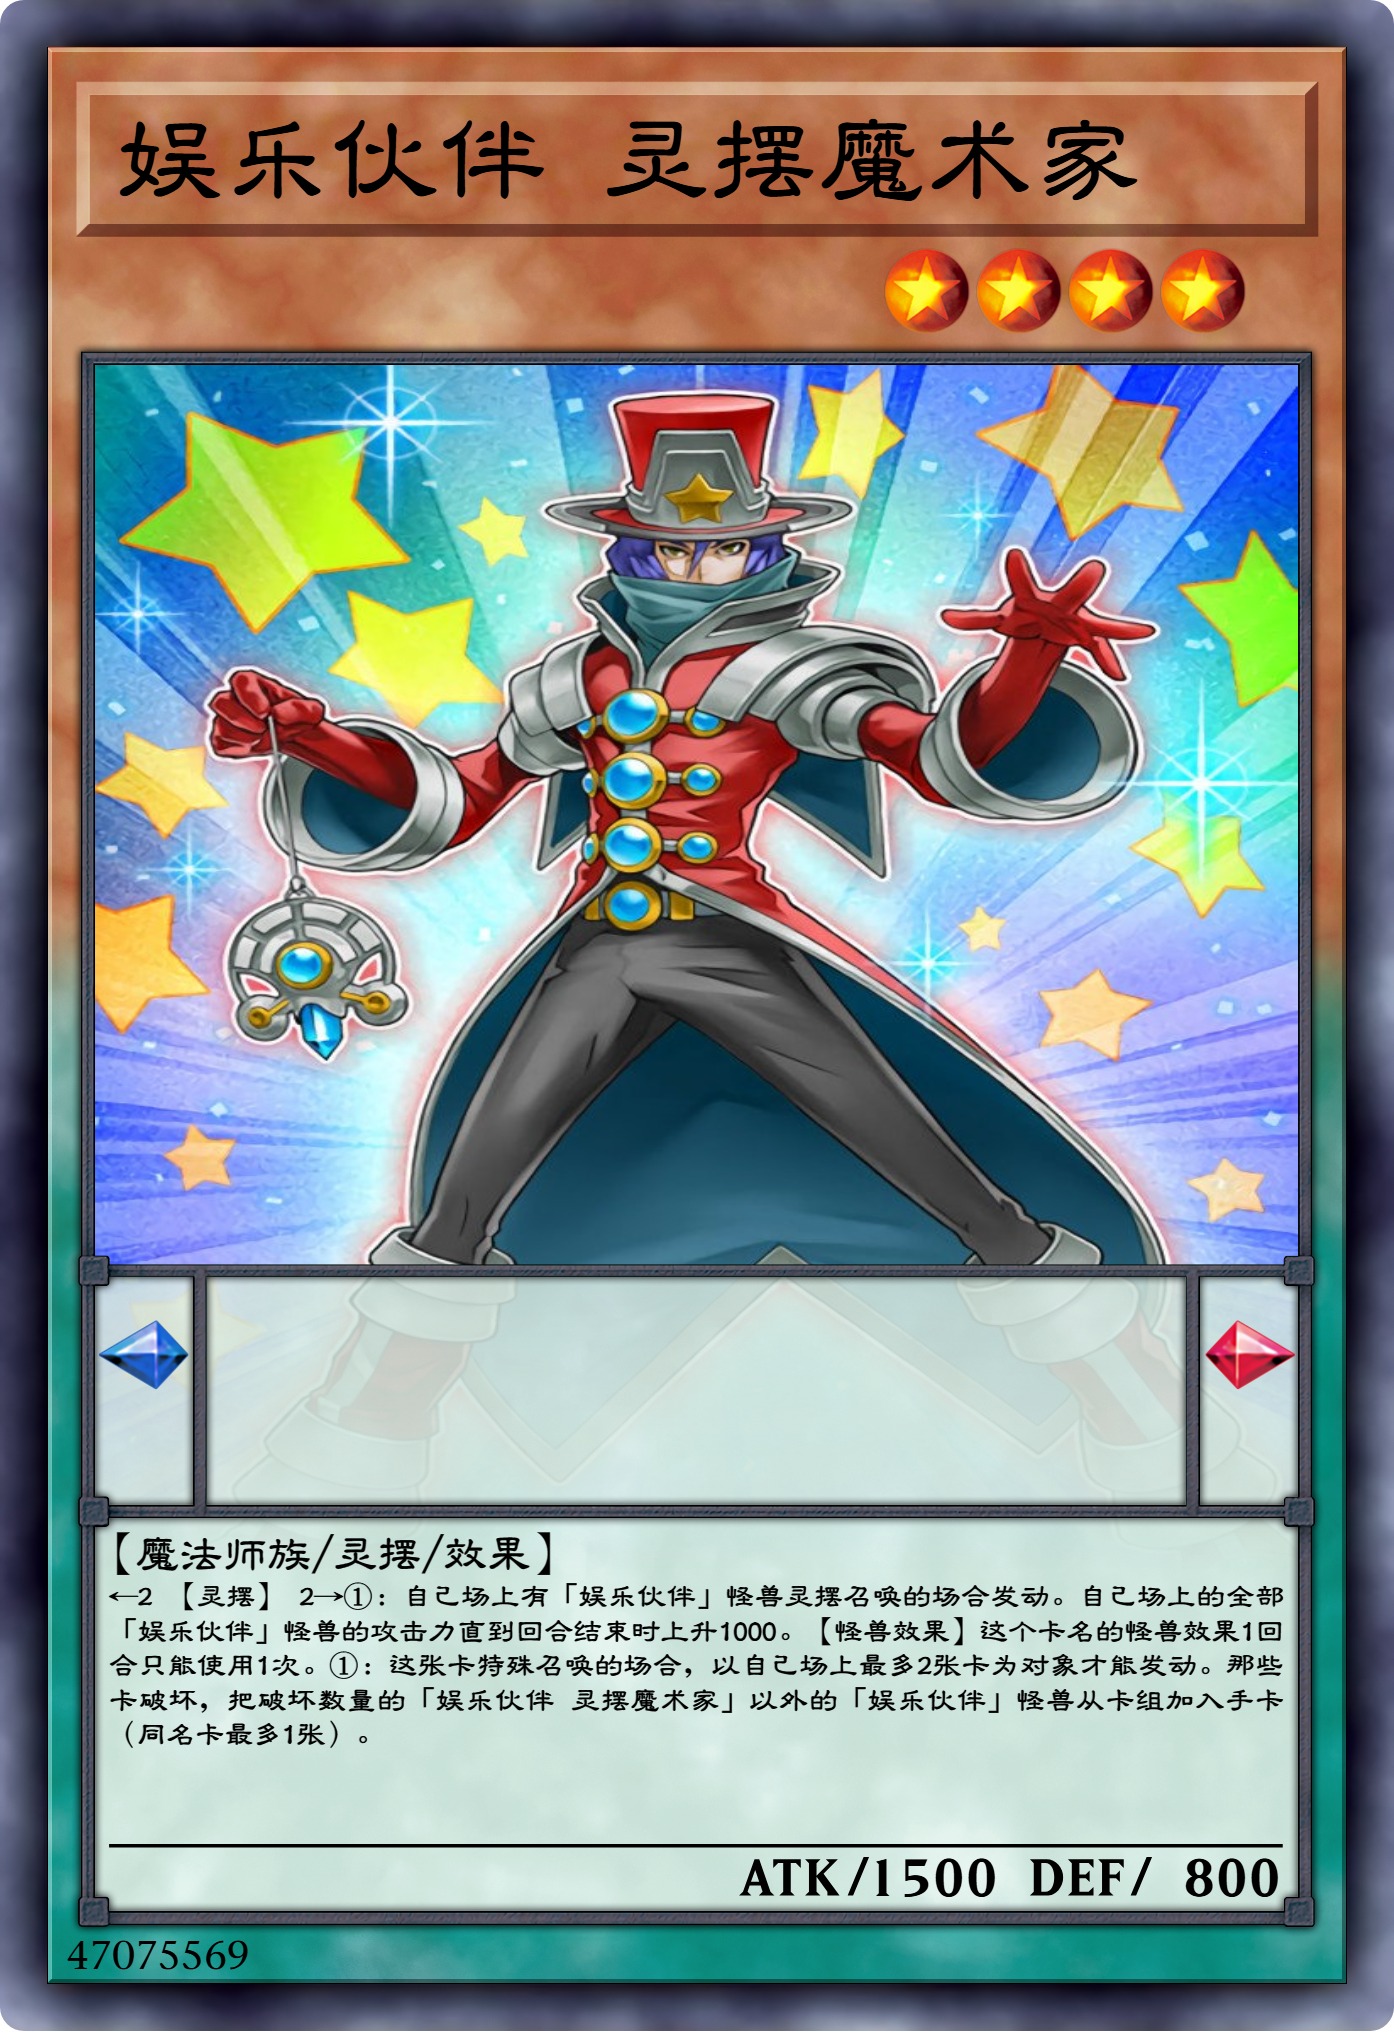 娱乐伙伴 灵摆魔术家
【魔法师族/灵摆/效果】
←2 【灵摆】 2→①：自己场上有「娱乐伙伴」怪兽灵摆召唤的场合发动。自己场上的全部
「娱乐伙伴」怪兽的攻击力直到回合结束时上升1000。【怪兽效果】这个卡名的怪兽效果1回
合只能使用1次。①：这张卡特殊召唤的场合，以自己场上最多2张卡为对象才能发动。那些
卡破坏，把破坏数量的「娱乐伙伴 灵摆魔术家」以外的「娱乐伙伴」怪兽从卡组加入手卡
（同名卡最多1张）。
ATK/1500 DEF/ 800
47075569